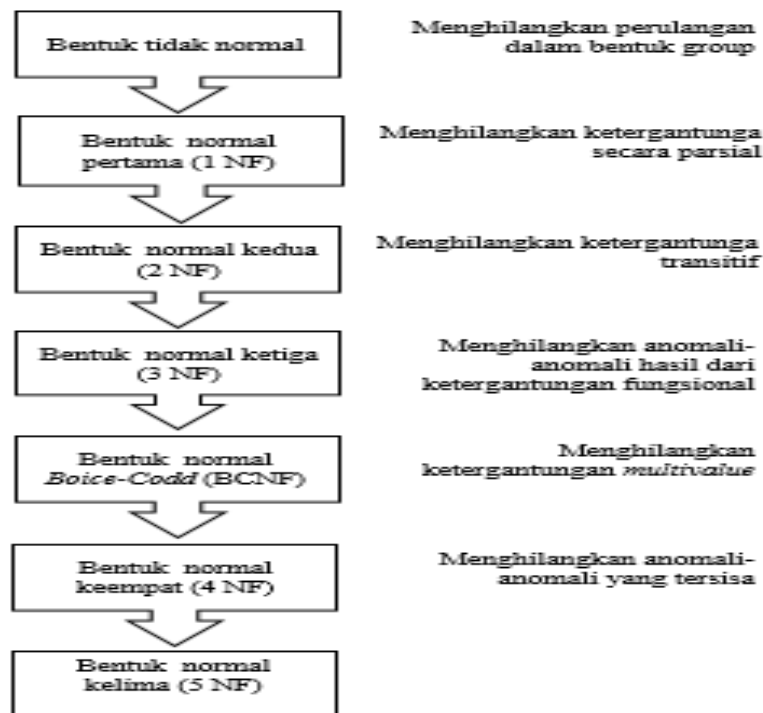 Bentuk tidak normal
Menghilangkan perulangan
dalam bentuk group
Bentuk normal
pertama (1 NF)
Menghilangkan ketergantunga
secara parsial
Bentuk normal kedua
(2 NF)
Menghilangkan ketergantunga
transitif
Bentuk normal ketiga
(3 NF)
Menghilangkan anomali-
anomali hasil dari
ketergantungan fungsional
Bentuk normal
Boice-Codd (BCNF)
Menghilangkan
ketergantungan multivalue
Bentuk normal
keempat (4 NF)
Menghilangkan anomali-
anomali yang tersisa
Bentuk normal
kelima (5 NF)